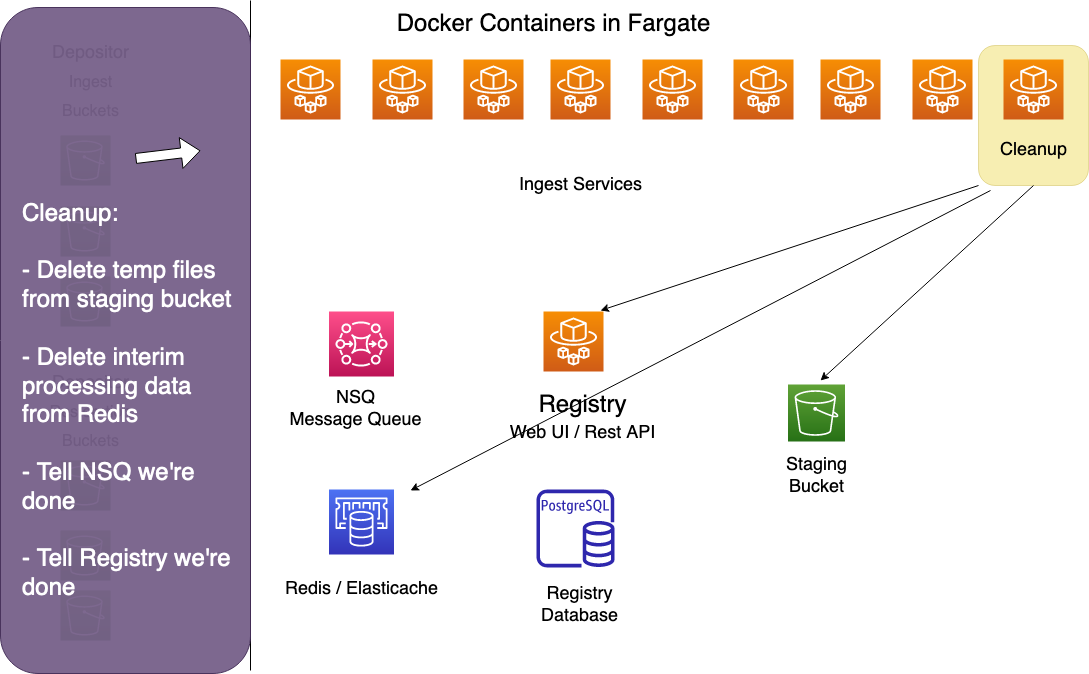 Docker Containers in Fargate
Depositor
Ingest
Buckets
Cleanup:
- Delete temp files
from staging bucket
- Delete interim
processing data
from Redis
Buckets
- Tell NSQ we're
done
- Tell Registry we're
done
Cleanup
Ingest Services
NSQ
Message Queue
Registry
Web UI / Rest API
Staging
Bucket
Redis / Elasticache
PostgreSQL
Registry
Database